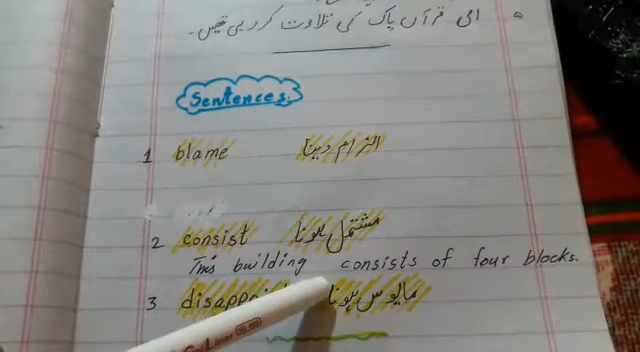 امی قرآن پاک کی تلاوت کر رہی تھیں۔
Sentences:
1 blame الزام دینا
2 consist مشتمل ہونا
This building consists of four blocks.
3 مایوس ہونا